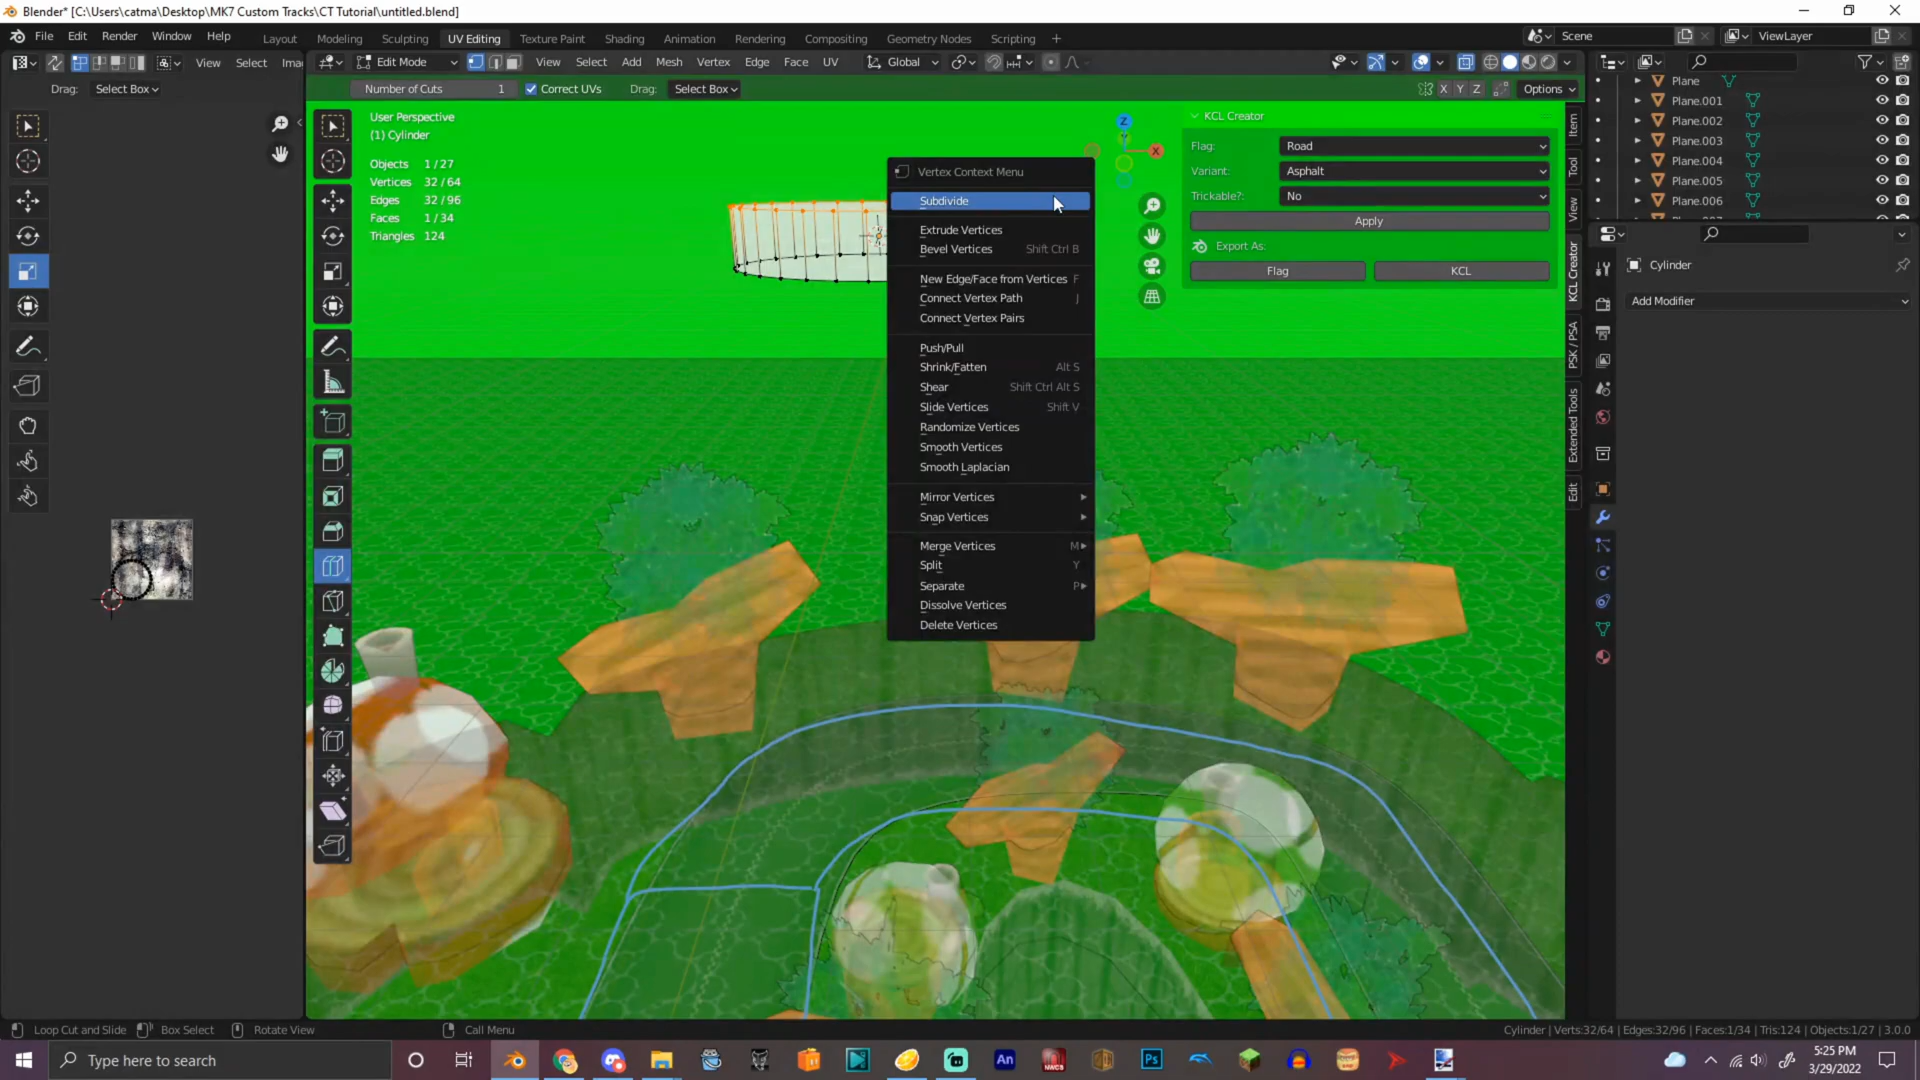 Blender* [C:\Users\catma\Desktop\MK7 Custom Tracks\CT Tutorial\untitled.blend]
File Edit Render Window Help
Layout Modeling Sculpting UV Editing Texture Paint Shading Animation Rendering Compositing Geometry Nodes Scripting +
Scene
ViewLayer
View Select Ima
Edit Mode
View Select Add Mesh Vertex Edge Face UV
Global
Drag: Select Box
Number of Cuts 1
Correct UVs
Drag: Select Box
X Y Z
Options
User Perspective
(1) Cylinder
Objects 1/27
Vertices 32/64
Edges 32/96
Faces 1/34
Triangles 124
Vertex Context Menu
Subdivide
Extrude Vertices
Bevel Vertices Shift Ctrl B
New Edge/Face from Vertices F
Connect Vertex Path J
Connect Vertex Pairs
Push/Pull
Shrink/Fatten Alt S
Shear Shift Ctrl Alt S
Slide Vertices Shift V
Randomize Vertices
Smooth Vertices
Smooth Laplacian
Mirror Vertices
Snap Vertices
Merge Vertices M
Split Y
Separate P
Dissolve Vertices
Delete Vertices
Z
X
KCL Creator
Flag: Road
Variant: Asphalt
Trickable?: No
Apply
Export As:
Flag KCL
Item
Tool
View
KCL Creator
PSK / PSA
Extended Tools
Edit
Plane
Plane.001
Plane.002
Plane.003
Plane.004
Plane.005
Plane.006
Cylinder
Add Modifier
Loop Cut and Slide Box Select Rotate View Call Menu
Cylinder | Verts:32/64 | Edges:32/96 | Faces:1/34 | Tris:124 | Objects:1/27 | 3.0.0
Type here to search
An
NWCS
Ps
5:25 PM
3/29/2022